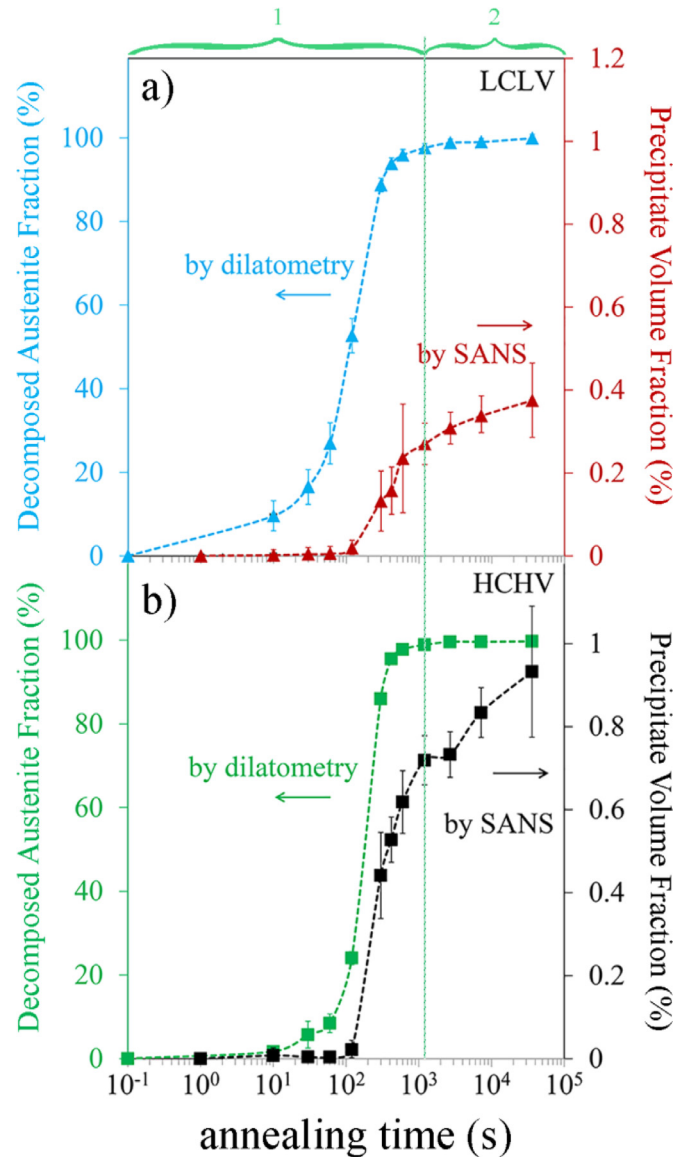 1 2
a) LCLV
Decomposed Austenite Fraction (%)
100
80
60
40
20
0
by dilatometry
by SANS
1.2
1
0.8
0.6
0.4
0.2
0
Precipitate Volume Fraction (%)
b) HCHV
Decomposed Austenite Fraction (%)
100
80
60
40
20
0
by dilatometry
by SANS
1
0.8
0.6
0.4
0.2
0
Precipitate Volume Fraction (%)
10⁻¹ 10⁰ 10¹ 10² 10³ 10⁴ 10⁵
annealing time (s)